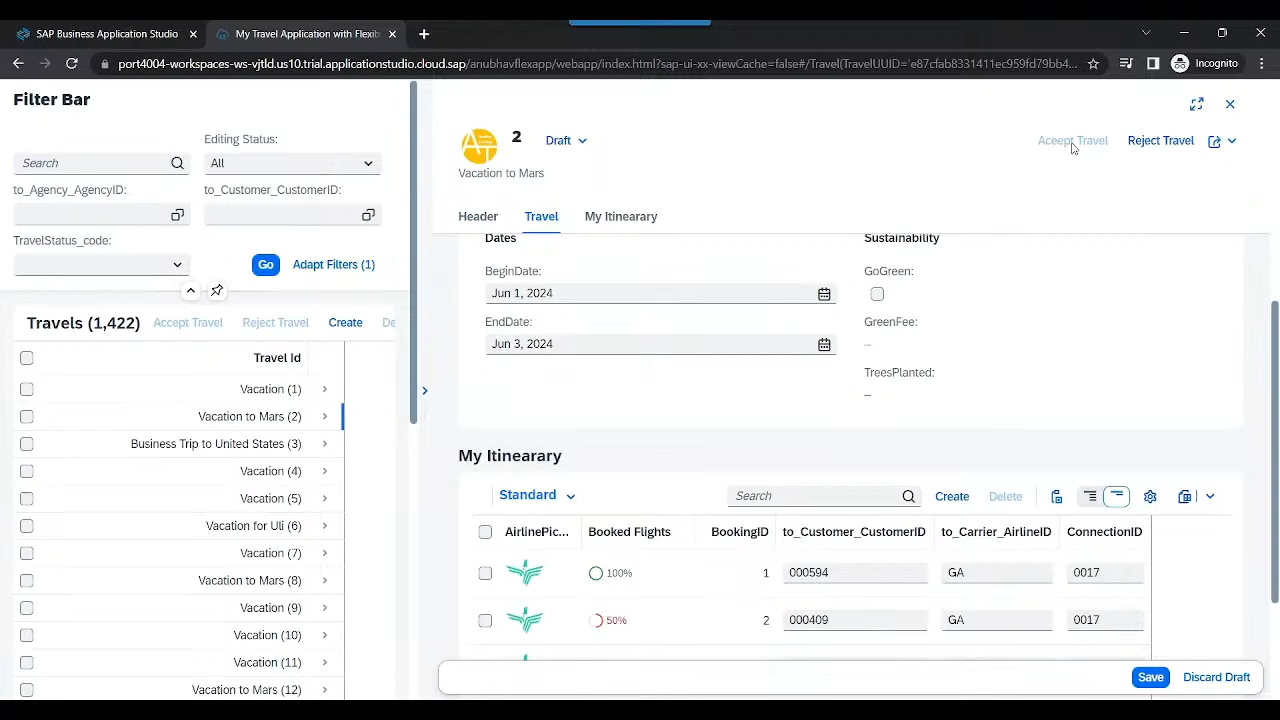 SAP Business Application Studio
My Travel Application with Flexib
port4004-workspaces-ws-vjtld.us10.trial.applicationstudio.cloud.sap/anubhavflexapp/webapp/index.html?sap-ui-xx-viewCache=false#/Travel(TravelUUID='e87cfab8331411ec959fd79bb4...
Incognito
Filter Bar
Editing Status:
Search
All
to_Agency_AgencyID:
to_Customer_CustomerID:
TravelStatus_code:
Go
Adapt Filters (1)
Travels (1,422)
Accept Travel
Reject Travel
Create
De
Travel Id
Vacation (1)
Vacation to Mars (2)
Business Trip to United States (3)
Vacation (4)
Vacation (5)
Vacation for Uli (6)
Vacation (7)
Vacation to Mars (8)
Vacation (9)
Vacation (10)
Vacation (11)
Vacation to Mars (12)
AT
2
Draft
Vacation to Mars
Aceept Travel
Reject Travel
Header
Travel
My Itinearary
Dates
Sustainability
BeginDate:
GoGreen:
Jun 1, 2024
EndDate:
GreenFee:
Jun 3, 2024
–
TreesPlanted:
–
My Itinearary
Standard
Search
Create
Delete
AirlinePic...
Booked Flights
BookingID
to_Customer_CustomerID
to_Carrier_AirlineID
ConnectionID
100%
1
000594
GA
0017
50%
2
000409
GA
0017
Save
Discard Draft